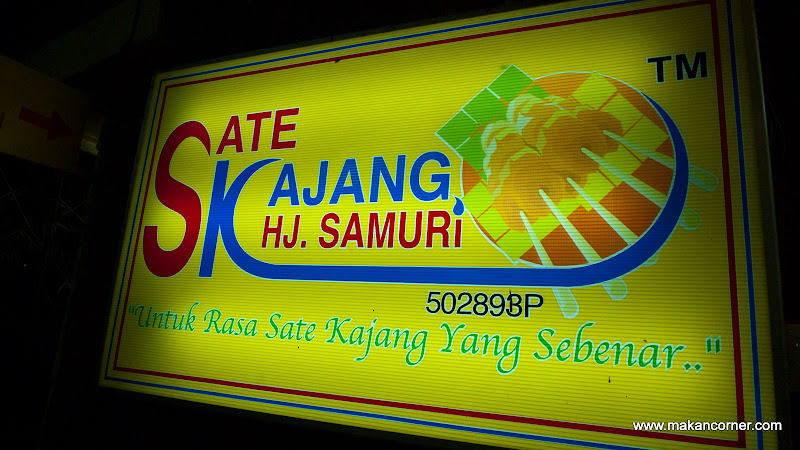 SATE
KAJANG
HJ. SAMURi
TM
502893P
"Untuk Rasa Sate Kajang Yang Sebenar.."
www.makancorner.com